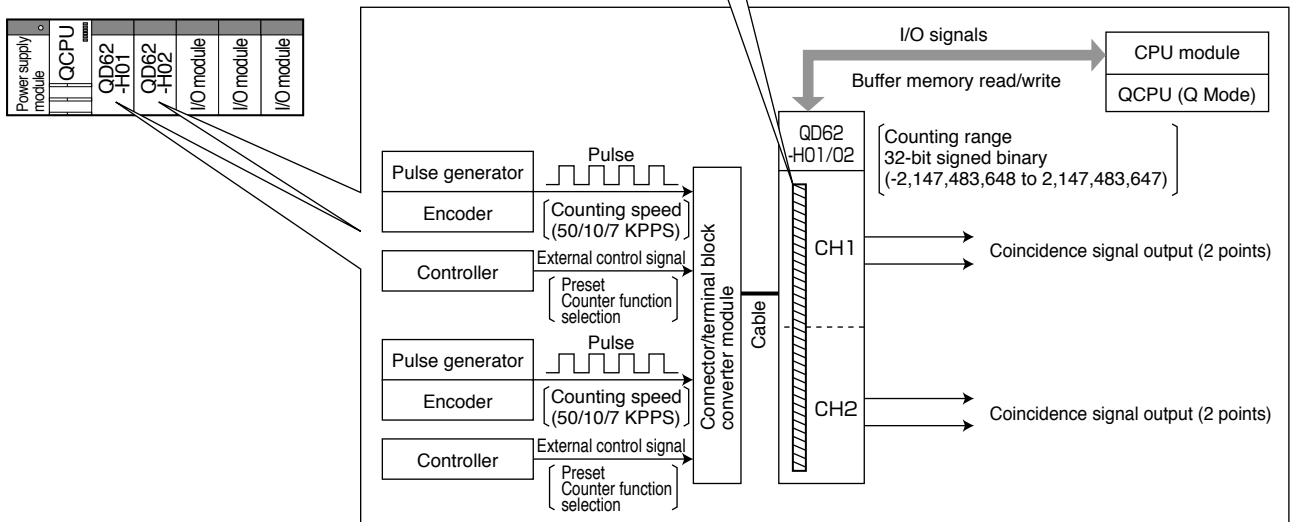 Power supply
module
QCPU
QD62
-H01
QD62
-H02
I/O module
I/O module
I/O module
I/O signals
Buffer memory read/write
CPU module
QCPU (Q Mode)
QD62
-H01/02
Counting range
32-bit signed binary
(-2,147,483,648 to 2,147,483,647)
Pulse generator
Encoder
Pulse
Counting speed
(50/10/7 KPPS)
Controller
External control signal
Preset
Counter function
selection
Pulse generator
Encoder
Pulse
Counting speed
(50/10/7 KPPS)
Controller
External control signal
Preset
Counter function
selection
Connector/terminal block
converter module
Cable
CH1
Coincidence signal output (2 points)
CH2
Coincidence signal output (2 points)